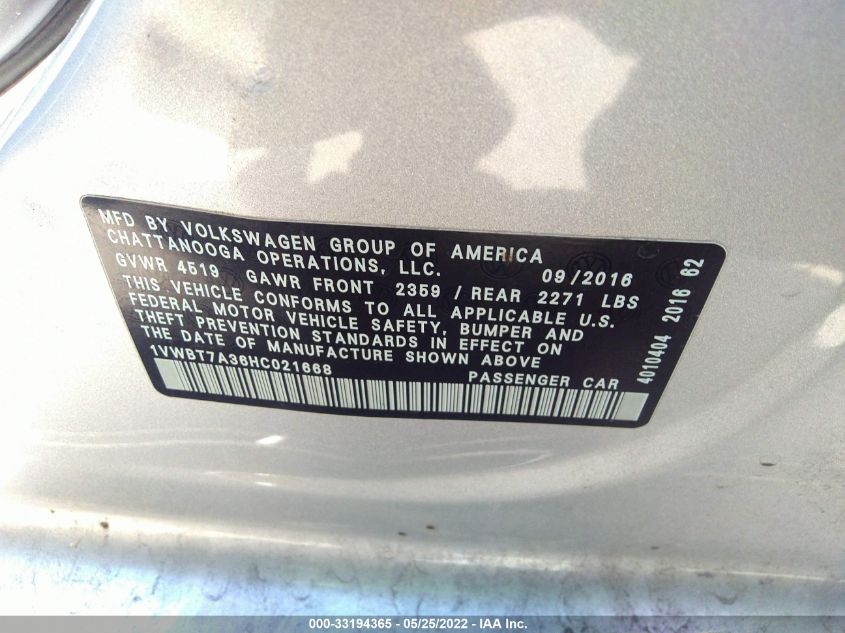 MFD BY VOLKSWAGEN GROUP OF AMERICA
CHATTANOOGA OPERATIONS, LLC. 09/2016
GVWR 4519 GAWR FRONT 2359 / REAR 2271 LBS
THIS VEHICLE CONFORMS TO ALL APPLICABLE U.S.
FEDERAL MOTOR VEHICLE SAFETY, BUMPER AND
THEFT PREVENTION STANDARDS IN EFFECT ON
THE DATE OF MANUFACTURE SHOWN ABOVE
1VWBT7A36HC021668 PASSENGER CAR
4010404 2016 62
000-33194365 - 05/25/2022 - IAA Inc.